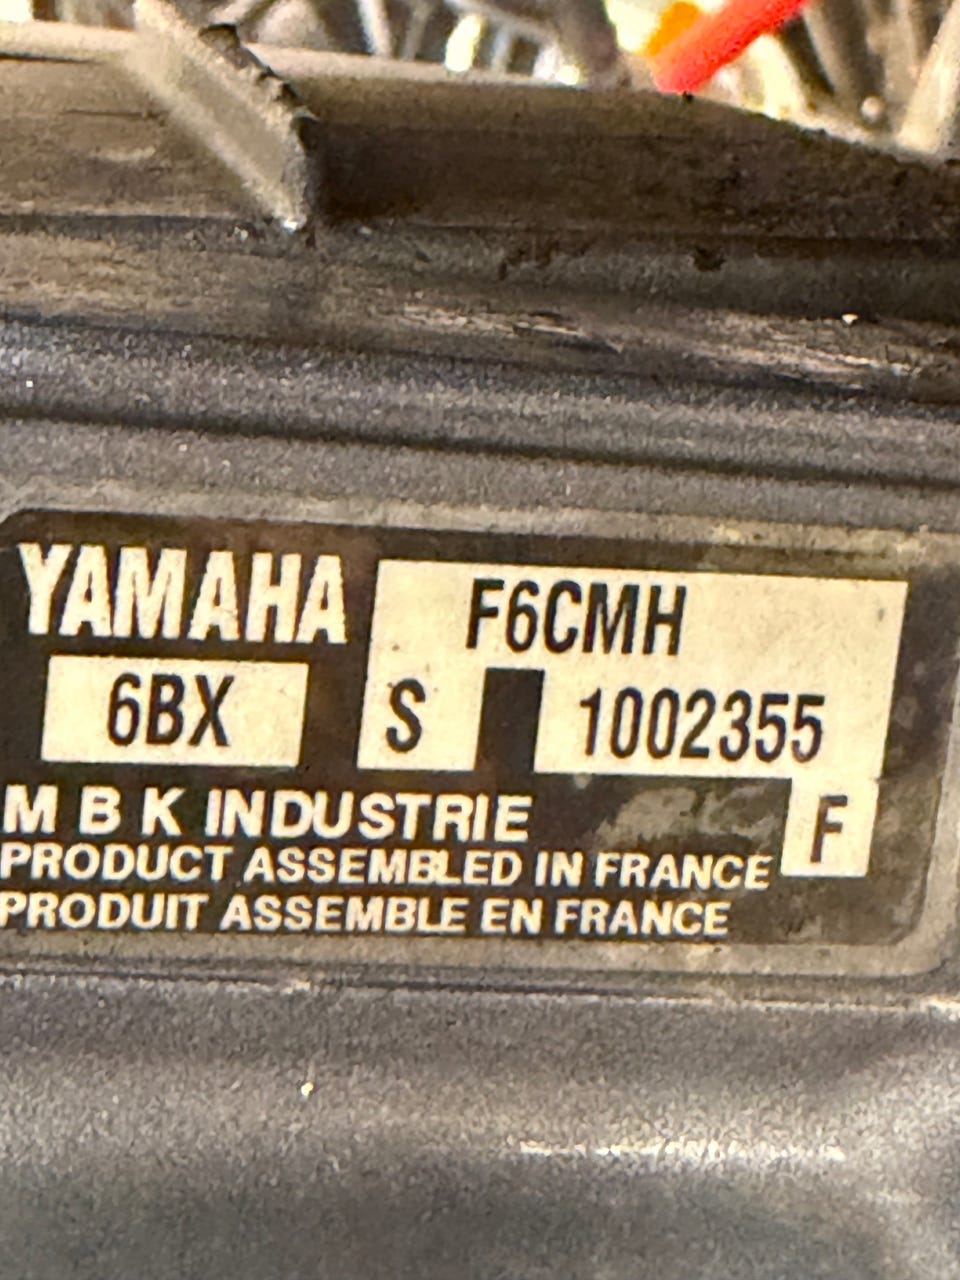 YAMAHA
F6CMH
6BX
S 1002355
M B K INDUSTRIE
F
PRODUCT ASSEMBLED IN FRANCE
PRODUIT ASSEMBLE EN FRANCE